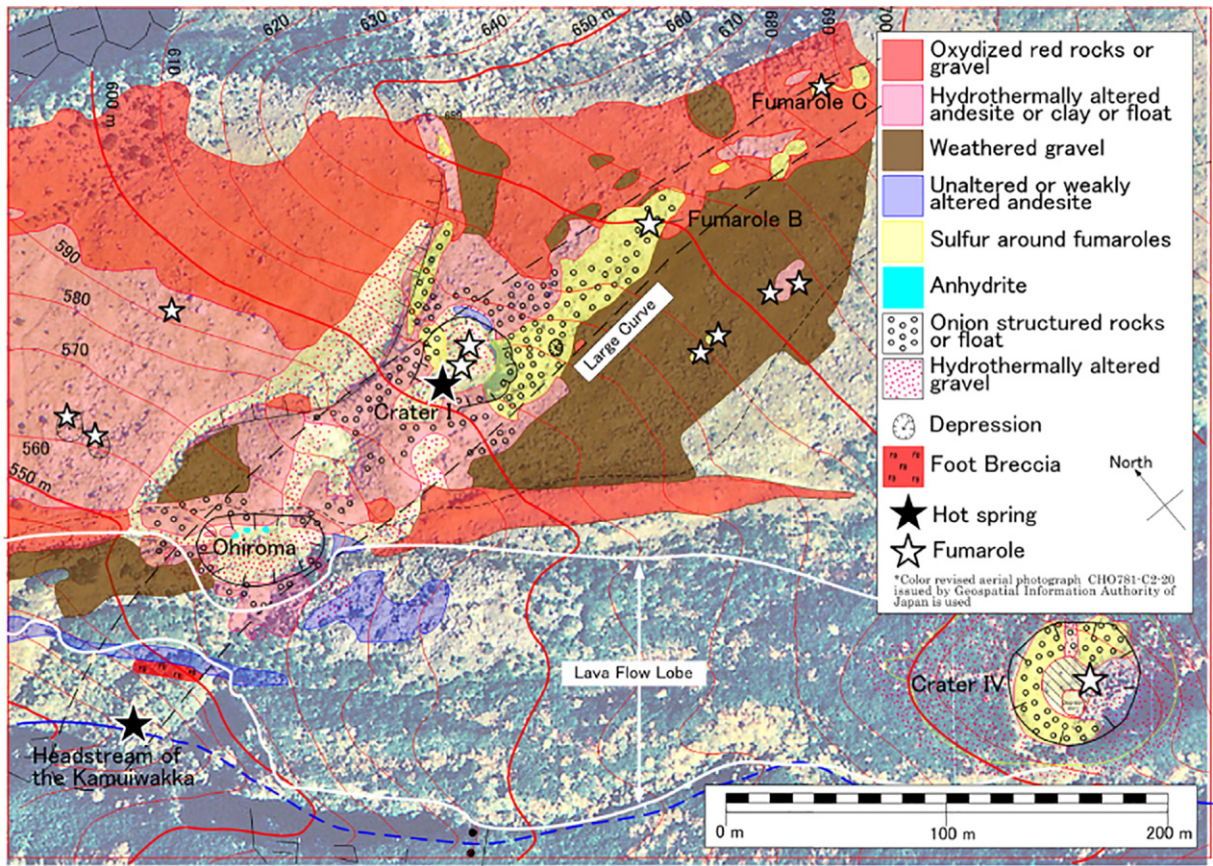 620
630
640
650 m
660
670
680
690
700
610
600 m
Fumarole C
680
Fumarole B
590
580
570
560
550 m
Large Curve
Crater I
Ohiroma
Lava Flow Lobe
Crater IV
Headstream of
the Kamuiwakka
Oxydized red rocks or
gravel
Hydrothermally altered
andesite or clay or float
Weathered gravel
Unaltered or weakly
altered andesite
Sulfur around fumaroles
Anhydrite
Onion structured rocks
or float
Hydrothermally altered
gravel
Depression
Foot Breccia
North
Hot spring
Fumarole
*Color revised aerial photograph CHO781-C2-20
issued by Geospatial Information Authority of
Japan is used
0 m
100 m
200 m